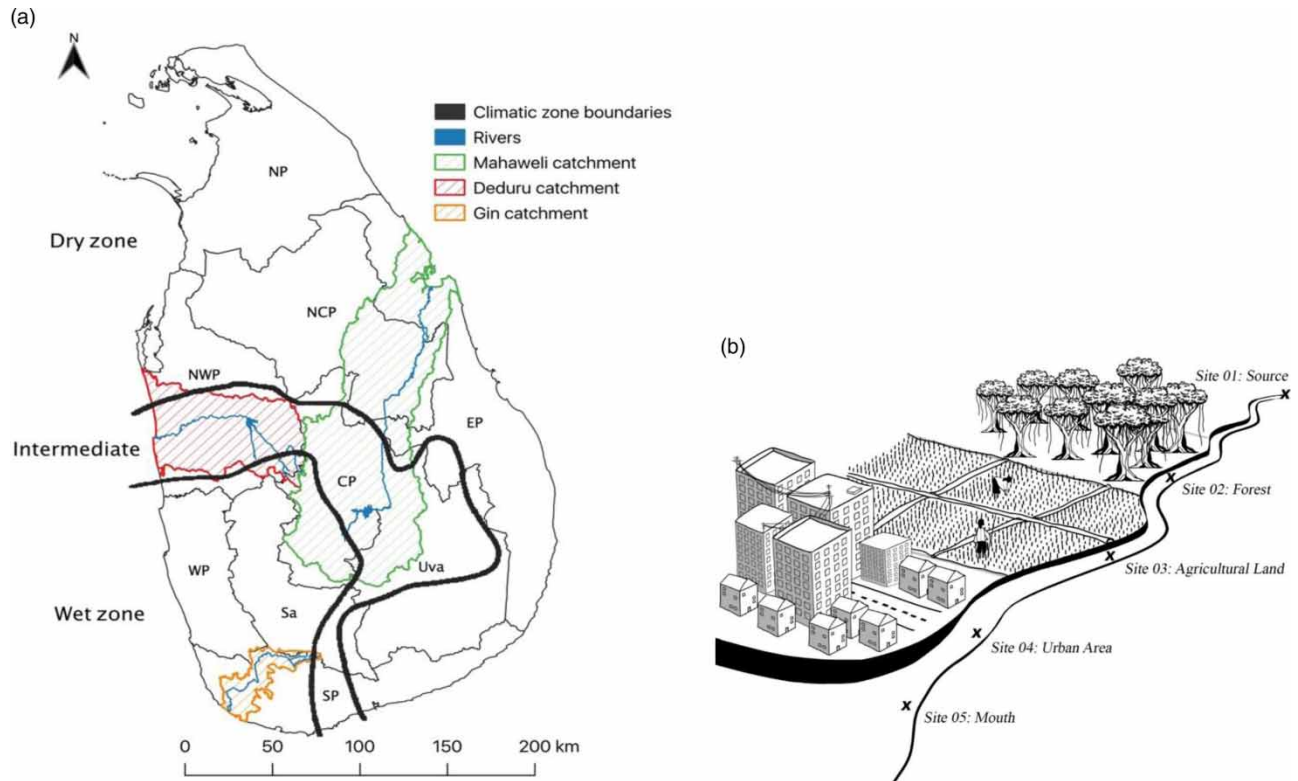 (a)
N
Climatic zone boundaries
Rivers
Mahaweli catchment
Deduru catchment
Gin catchment
NP
Dry zone
NCP
NWP
EP
Intermediate
CP
WP
Uva
Wet zone
Sa
SP
0 50 100 150 200 km
(b)
Site 01: Source
x
x
Site 02: Forest
x
Site 03: Agricultural Land
x
Site 04: Urban Area
x
Site 05: Mouth